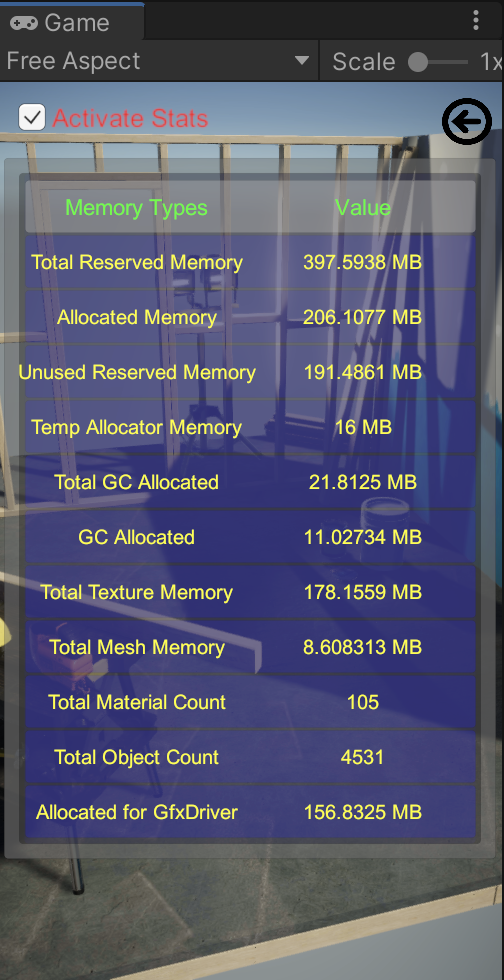 Game
Free Aspect Scale 1x
Activate Stats
Memory Types Value
Total Reserved Memory 397.5938 MB
Allocated Memory 206.1077 MB
Unused Reserved Memory 191.4861 MB
Temp Allocator Memory 16 MB
Total GC Allocated 21.8125 MB
GC Allocated 11.02734 MB
Total Texture Memory 178.1559 MB
Total Mesh Memory 8.608313 MB
Total Material Count 105
Total Object Count 4531
Allocated for GfxDriver 156.8325 MB